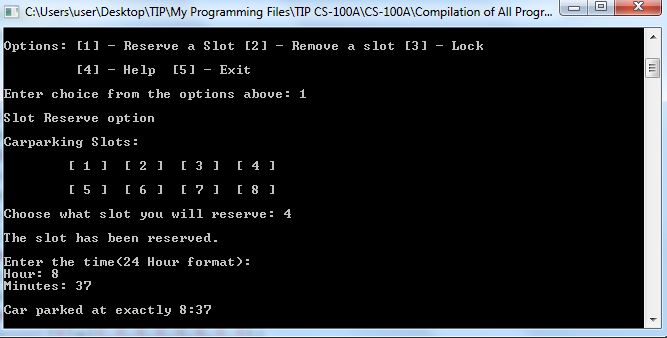 C:\Users\user\Desktop\TIP\My Programming Files\TIP CS-100A\CS-100A\Compilation of All Progr...
Options: [1] - Reserve a Slot [2] - Remove a slot [3] - Lock
[4] - Help [5] - Exit
Enter choice from the options above: 1
Slot Reserve option
Carparking Slots:
[ 1 ] [ 2 ] [ 3 ] [ 4 ]
[ 5 ] [ 6 ] [ 7 ] [ 8 ]
Choose what slot you will reserve: 4
The slot has been reserved.
Enter the time(24 Hour format):
Hour: 8
Minutes: 37
Car parked at exactly 8:37